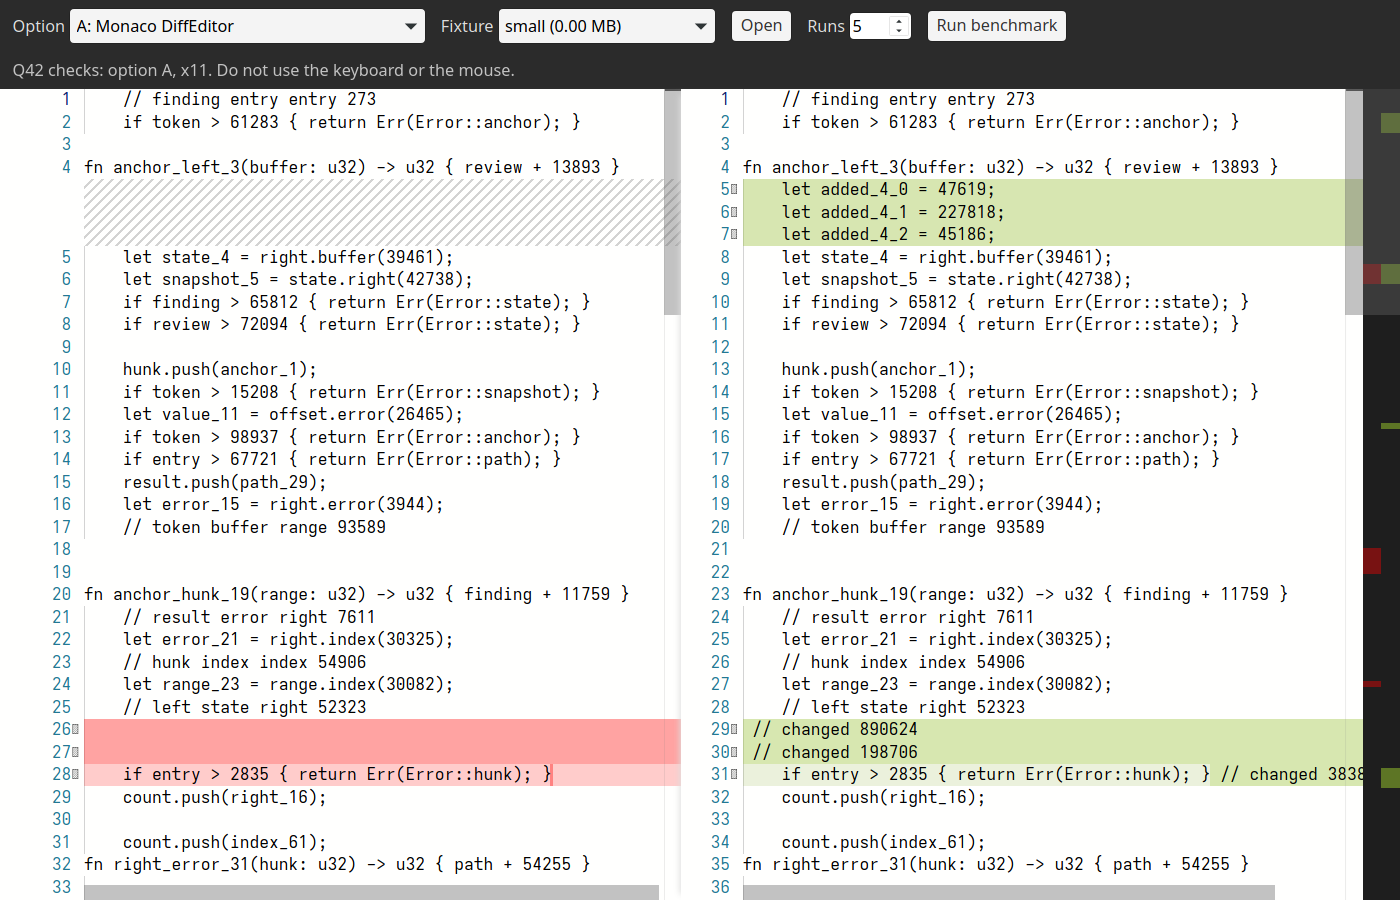 Option A: Monaco DiffEditor Fixture small (0.00 MB) Open Runs 5 Run benchmark
Q42 checks: option A, x11. Do not use the keyboard or the mouse.
1 // finding entry entry 273
2 if token > 61283 { return Err(Error::anchor); }
3
4 fn anchor_left_3(buffer: u32) -> u32 { review + 13893 }
5 let state_4 = right.buffer(39461);
6 let snapshot_5 = state.right(42738);
7 if finding > 65812 { return Err(Error::state); }
8 if review > 72094 { return Err(Error::state); }
9
10 hunk.push(anchor_1);
11 if token > 15208 { return Err(Error::snapshot); }
12 let value_11 = offset.error(26465);
13 if token > 98937 { return Err(Error::anchor); }
14 if entry > 67721 { return Err(Error::path); }
15 result.push(path_29);
16 let error_15 = right.error(3944);
17 // token buffer range 93589
18
19
20 fn anchor_hunk_19(range: u32) -> u32 { finding + 11759 }
21 // result error right 7611
22 let error_21 = right.index(30325);
23 // hunk index index 54906
24 let range_23 = range.index(30082);
25 // left state right 52323
26
27
28 if entry > 2835 { return Err(Error::hunk); }
29 count.push(right_16);
30
31 count.push(index_61);
32 fn right_error_31(hunk: u32) -> u32 { path + 54255 }
33
1 // finding entry entry 273
2 if token > 61283 { return Err(Error::anchor); }
3
4 fn anchor_left_3(buffer: u32) -> u32 { review + 13893 }
5 let added_4_0 = 47619;
6 let added_4_1 = 227818;
7 let added_4_2 = 45186;
8 let state_4 = right.buffer(39461);
9 let snapshot_5 = state.right(42738);
10 if finding > 65812 { return Err(Error::state); }
11 if review > 72094 { return Err(Error::state); }
12
13 hunk.push(anchor_1);
14 if token > 15208 { return Err(Error::snapshot); }
15 let value_11 = offset.error(26465);
16 if token > 98937 { return Err(Error::anchor); }
17 if entry > 67721 { return Err(Error::path); }
18 result.push(path_29);
19 let error_15 = right.error(3944);
20 // token buffer range 93589
21
22
23 fn anchor_hunk_19(range: u32) -> u32 { finding + 11759 }
24 // result error right 7611
25 let error_21 = right.index(30325);
26 // hunk index index 54906
27 let range_23 = range.index(30082);
28 // left state right 52323
29 // changed 890624
30 // changed 198706
31 if entry > 2835 { return Err(Error::hunk); } // changed 3838
32 count.push(right_16);
33
34 count.push(index_61);
35 fn right_error_31(hunk: u32) -> u32 { path + 54255 }
36